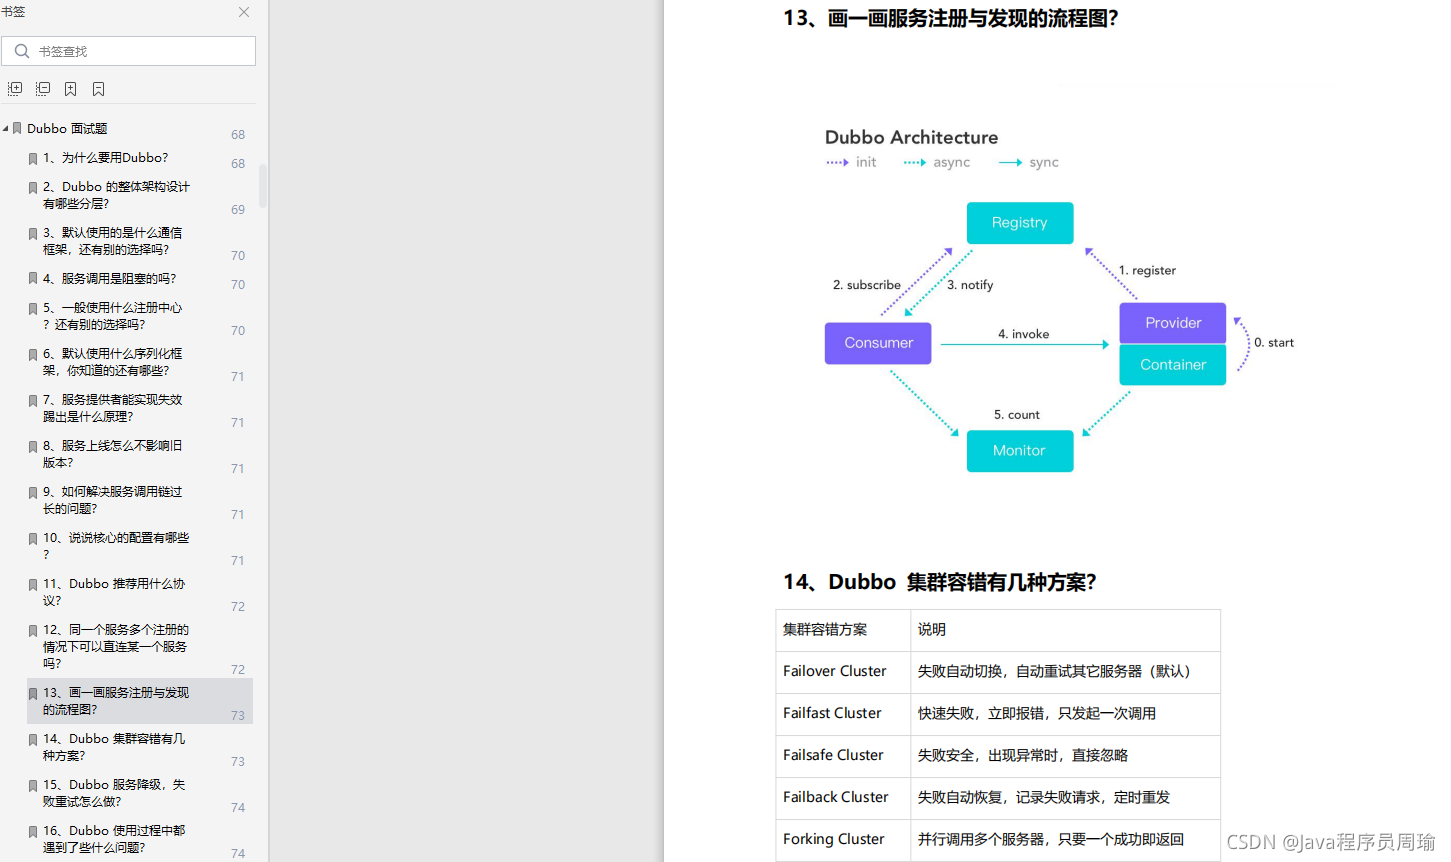 书签
书签查找
Dubbo 面试题
68
1、为什么要用Dubbo？
68
2、Dubbo 的整体架构设计
有哪些分层？
69
3、默认使用的是什么通信
框架，还有别的选择吗？
70
4、服务调用是阻塞的吗？
70
5、一般使用什么注册中心
？还有别的选择吗？
70
6、默认使用什么序列化框
架，你知道的还有哪些？
71
7、服务提供者能实现失效
踢出是什么原理？
71
8、服务上线怎么不影响旧
版本？
71
9、如何解决服务调用链过
长的问题？
71
10、说说核心的配置有哪些
？
71
11、Dubbo 推荐用什么协
议？
72
12、同一个服务多个注册的
情况下可以直连某一个服务
吗？
72
13、画一画服务注册与发现
的流程图？
73
14、Dubbo 集群容错有几
种方案？
73
15、Dubbo 服务降级，失
败重试怎么做？
74
16、Dubbo 使用过程中都
遇到了些什么问题？
74
13、画一画服务注册与发现的流程图？
Dubbo Architecture
init async sync
Registry
1. register
2. subscribe
3. notify
Provider
Consumer
4. invoke
0. start
Container
5. count
Monitor
14、Dubbo 集群容错有几种方案？
集群容错方案 说明
Failover Cluster 失败自动切换，自动重试其它服务器（默认）
Failfast Cluster 快速失败，立即报错，只发起一次调用
Failsafe Cluster 失败安全，出现异常时，直接忽略
Failback Cluster 失败自动恢复，记录失败请求，定时重发
Forking Cluster 并行调用多个服务器，只要一个成功即返回
CSDN @Java程序员周瑜